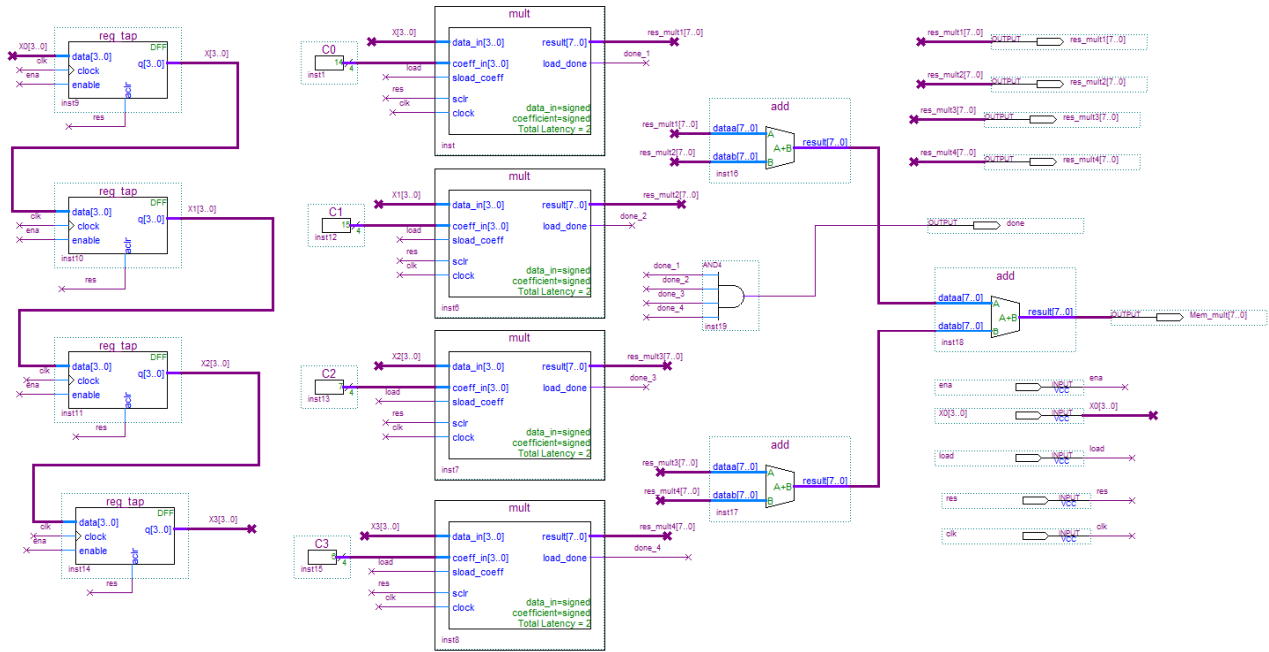 reg_tap
DFF
X0[3..0]
data[3..0]
q[3..0]
X[3..0]
clk
clock
ena
enable
aclr
inst9
res
reg_tap
DFF
data[3..0]
q[3..0]
X1[3..0]
clk
clock
ena
enable
aclr
inst10
res
reg_tap
DFF
data[3..0]
q[3..0]
X2[3..0]
clk
clock
ena
enable
aclr
inst11
res
reg_tap
DFF
data[3..0]
q[3..0]
X3[3..0]
clk
clock
ena
enable
aclr
inst14
res
C0
14
4
inst1
mult
X[3..0]
data_in[3..0]
result[7..0]
res_mult1[7..0]
coeff_in[3..0]
load_done
done_1
load
sload_coeff
res
sclr
clk
clock
data_in=signed
coefficient=signed
Total Latency = 2
inst
C1
15
4
inst12
mult
X1[3..0]
data_in[3..0]
result[7..0]
res_mult2[7..0]
coeff_in[3..0]
load_done
done_2
load
sload_coeff
res
sclr
clk
clock
data_in=signed
coefficient=signed
Total Latency = 2
inst6
C2
7
4
inst13
mult
X2[3..0]
data_in[3..0]
result[7..0]
res_mult3[7..0]
coeff_in[3..0]
load_done
done_3
load
sload_coeff
res
sclr
clk
clock
data_in=signed
coefficient=signed
Total Latency = 2
inst7
C3
6
4
inst15
mult
X3[3..0]
data_in[3..0]
result[7..0]
res_mult4[7..0]
coeff_in[3..0]
load_done
done_4
load
sload_coeff
res
sclr
clk
clock
data_in=signed
coefficient=signed
Total Latency = 2
inst8
add
res_mult1[7..0]
dataa[7..0]
A
A+B
result[7..0]
res_mult2[7..0]
datab[7..0]
B
inst16
done_1
AND4
done_2
done_3
done_4
inst19
add
res_mult3[7..0]
dataa[7..0]
A
A+B
result[7..0]
res_mult4[7..0]
datab[7..0]
B
inst17
res_mult1[7..0]
OUTPUT
res_mult1[7..0]
res_mult2[7..0]
OUTPUT
res_mult2[7..0]
res_mult3[7..0]
OUTPUT
res_mult3[7..0]
res_mult4[7..0]
OUTPUT
res_mult4[7..0]
OUTPUT
done
add
dataa[7..0]
A
A+B
result[7..0]
datab[7..0]
B
inst18
OUTPUT
Mem_mult[7..0]
ena
INPUT
VCC
ena
X0[3..0]
INPUT
VCC
X0[3..0]
load
INPUT
VCC
load
res
INPUT
VCC
res
clk
INPUT
VCC
clk